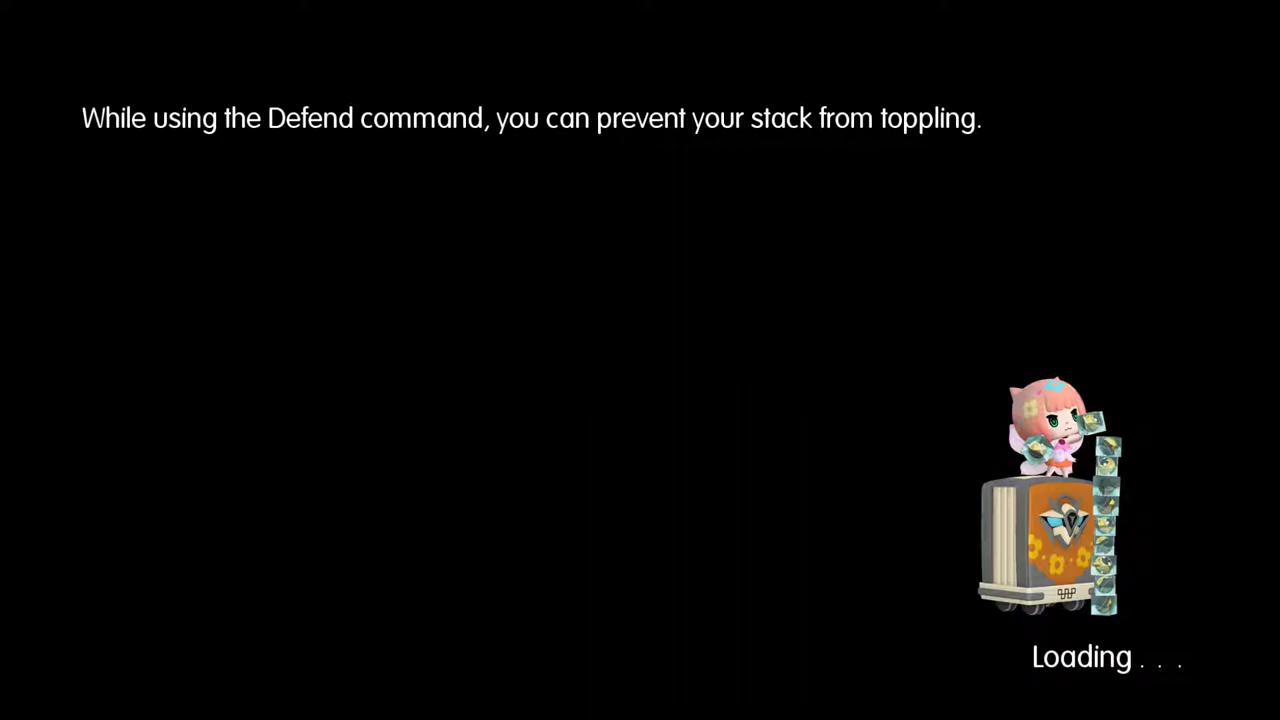 While using the Defend command, you can prevent your stack from toppling.
Loading . . .